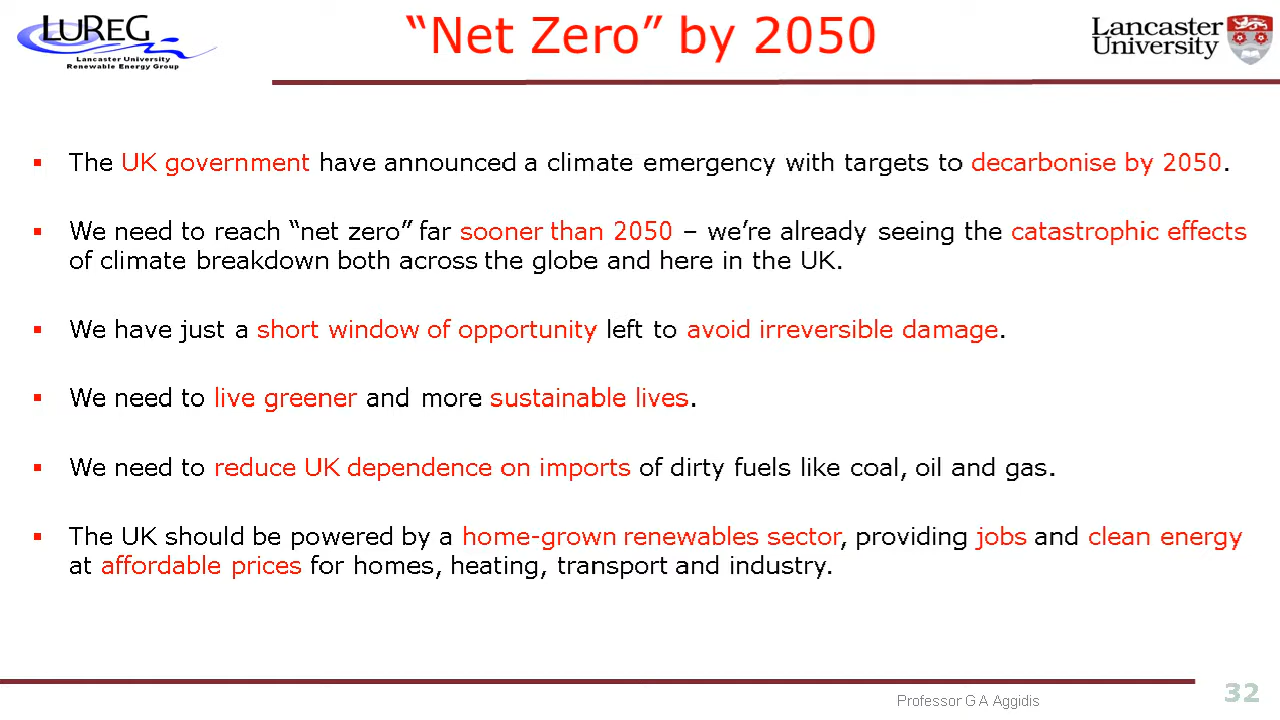 LUREG
Lancaster University
Renewable Energy Group
“Net Zero” by 2050
Lancaster
University
▪ The UK government have announced a climate emergency with targets to decarbonise by 2050.
▪ We need to reach “net zero” far sooner than 2050 – we’re already seeing the catastrophic effects
of climate breakdown both across the globe and here in the UK.
▪ We have just a short window of opportunity left to avoid irreversible damage.
▪ We need to live greener and more sustainable lives.
▪ We need to reduce UK dependence on imports of dirty fuels like coal, oil and gas.
▪ The UK should be powered by a home-grown renewables sector, providing jobs and clean energy
at affordable prices for homes, heating, transport and industry.
Professor G A Aggidis
32